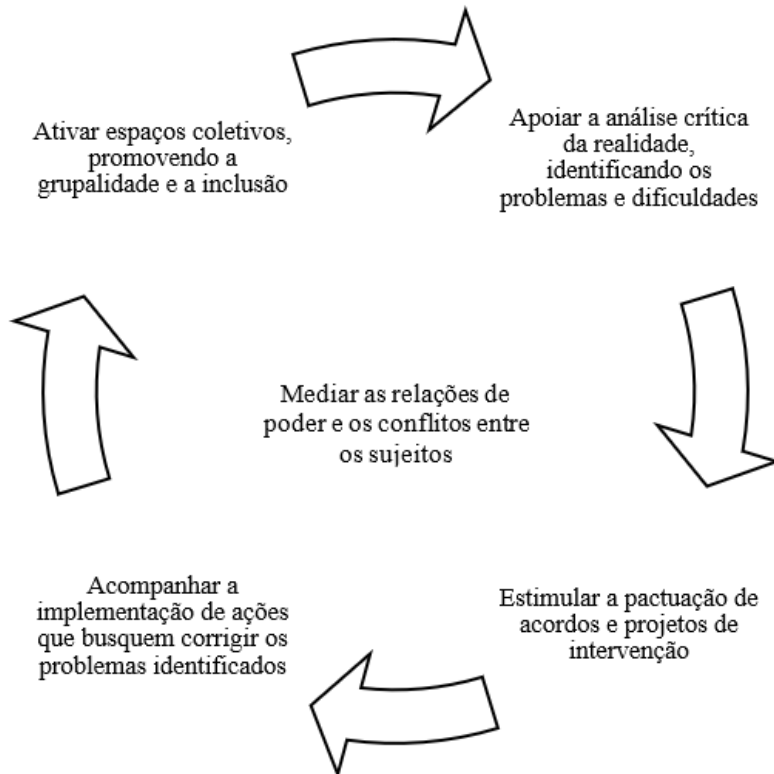 Ativar espaços coletivos,
promovendo a
grupalidade e a inclusão
Apoiar a análise crítica
da realidade,
identificando os
problemas e dificuldades
Mediar as relações de
poder e os conflitos entre
os sujeitos
Acompanhar a
implementação de ações
que busquem corrigir os
problemas identificados
Estimular a pactuação de
acordos e projetos de
intervenção